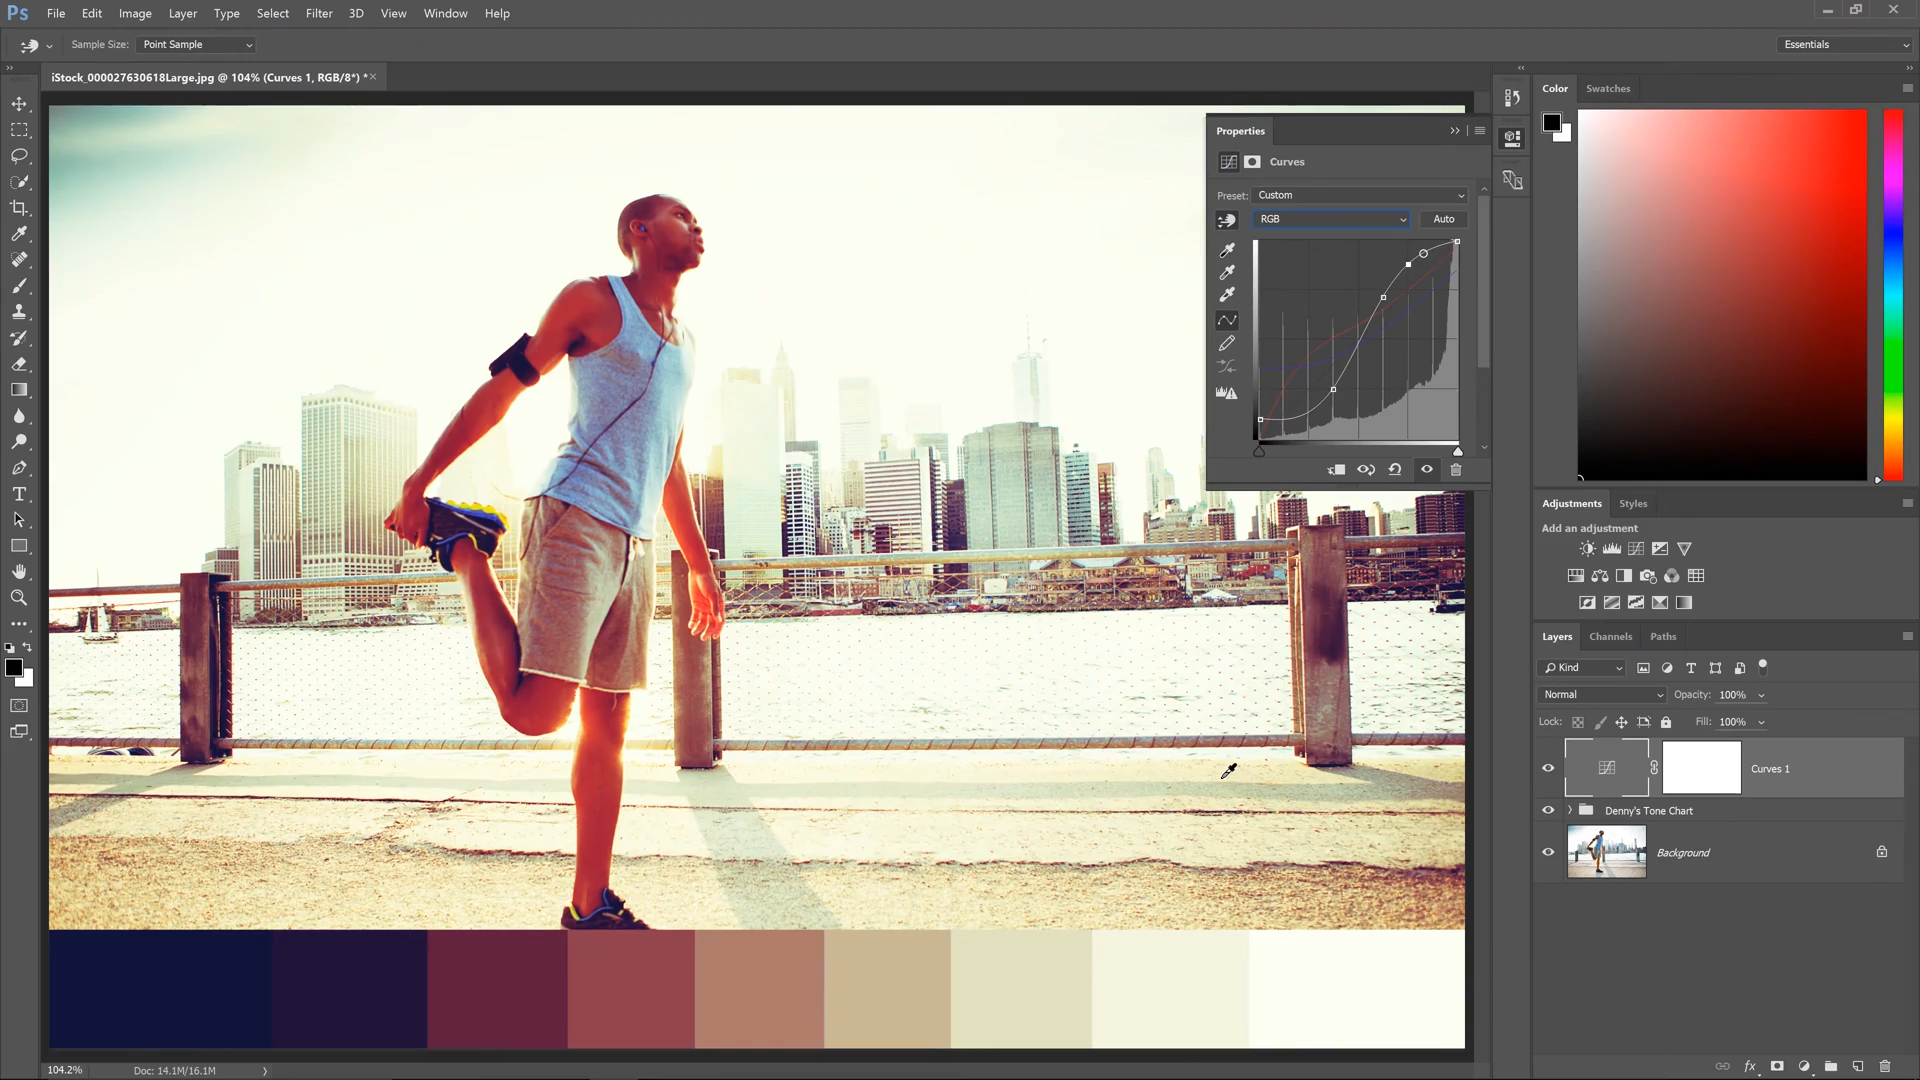 Ps File Edit Image Layer Type Select Filter 3D View Window Help
Sample Size: Point Sample
Essentials
iStock_000027630618Large.jpg @ 104% (Curves 1, RGB/8*) *
Properties
Curves
Preset: Custom
RGB Auto
Color Swatches
Adjustments Styles
Add an adjustment
Layers Channels Paths
Kind
Normal Opacity: 100%
Lock: Fill: 100%
Curves 1
Denny's Tone Chart
Background
fx
104.2% Doc: 14.1M/16.1M